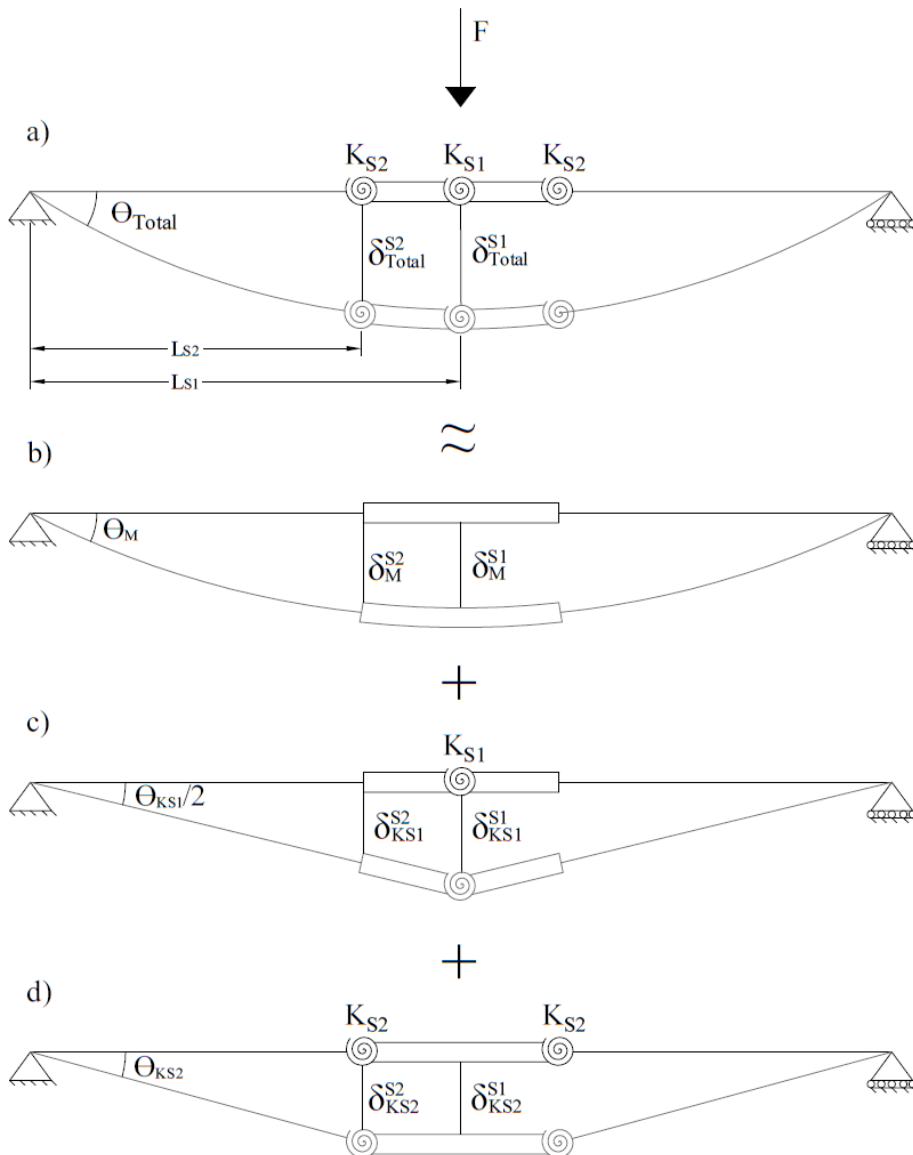 F
a)
K_S2 K_S1 K_S2
Θ_Total δ^S2_Total δ^S1_Total
L_S2
L_S1
≈
b)
Θ_M δ^S2_M δ^S1_M
+
c)
K_S1
Θ_KS1/2 δ^S2_KS1 δ^S1_KS1
+
d)
K_S2 K_S2
Θ_KS2 δ^S2_KS2 δ^S1_KS2